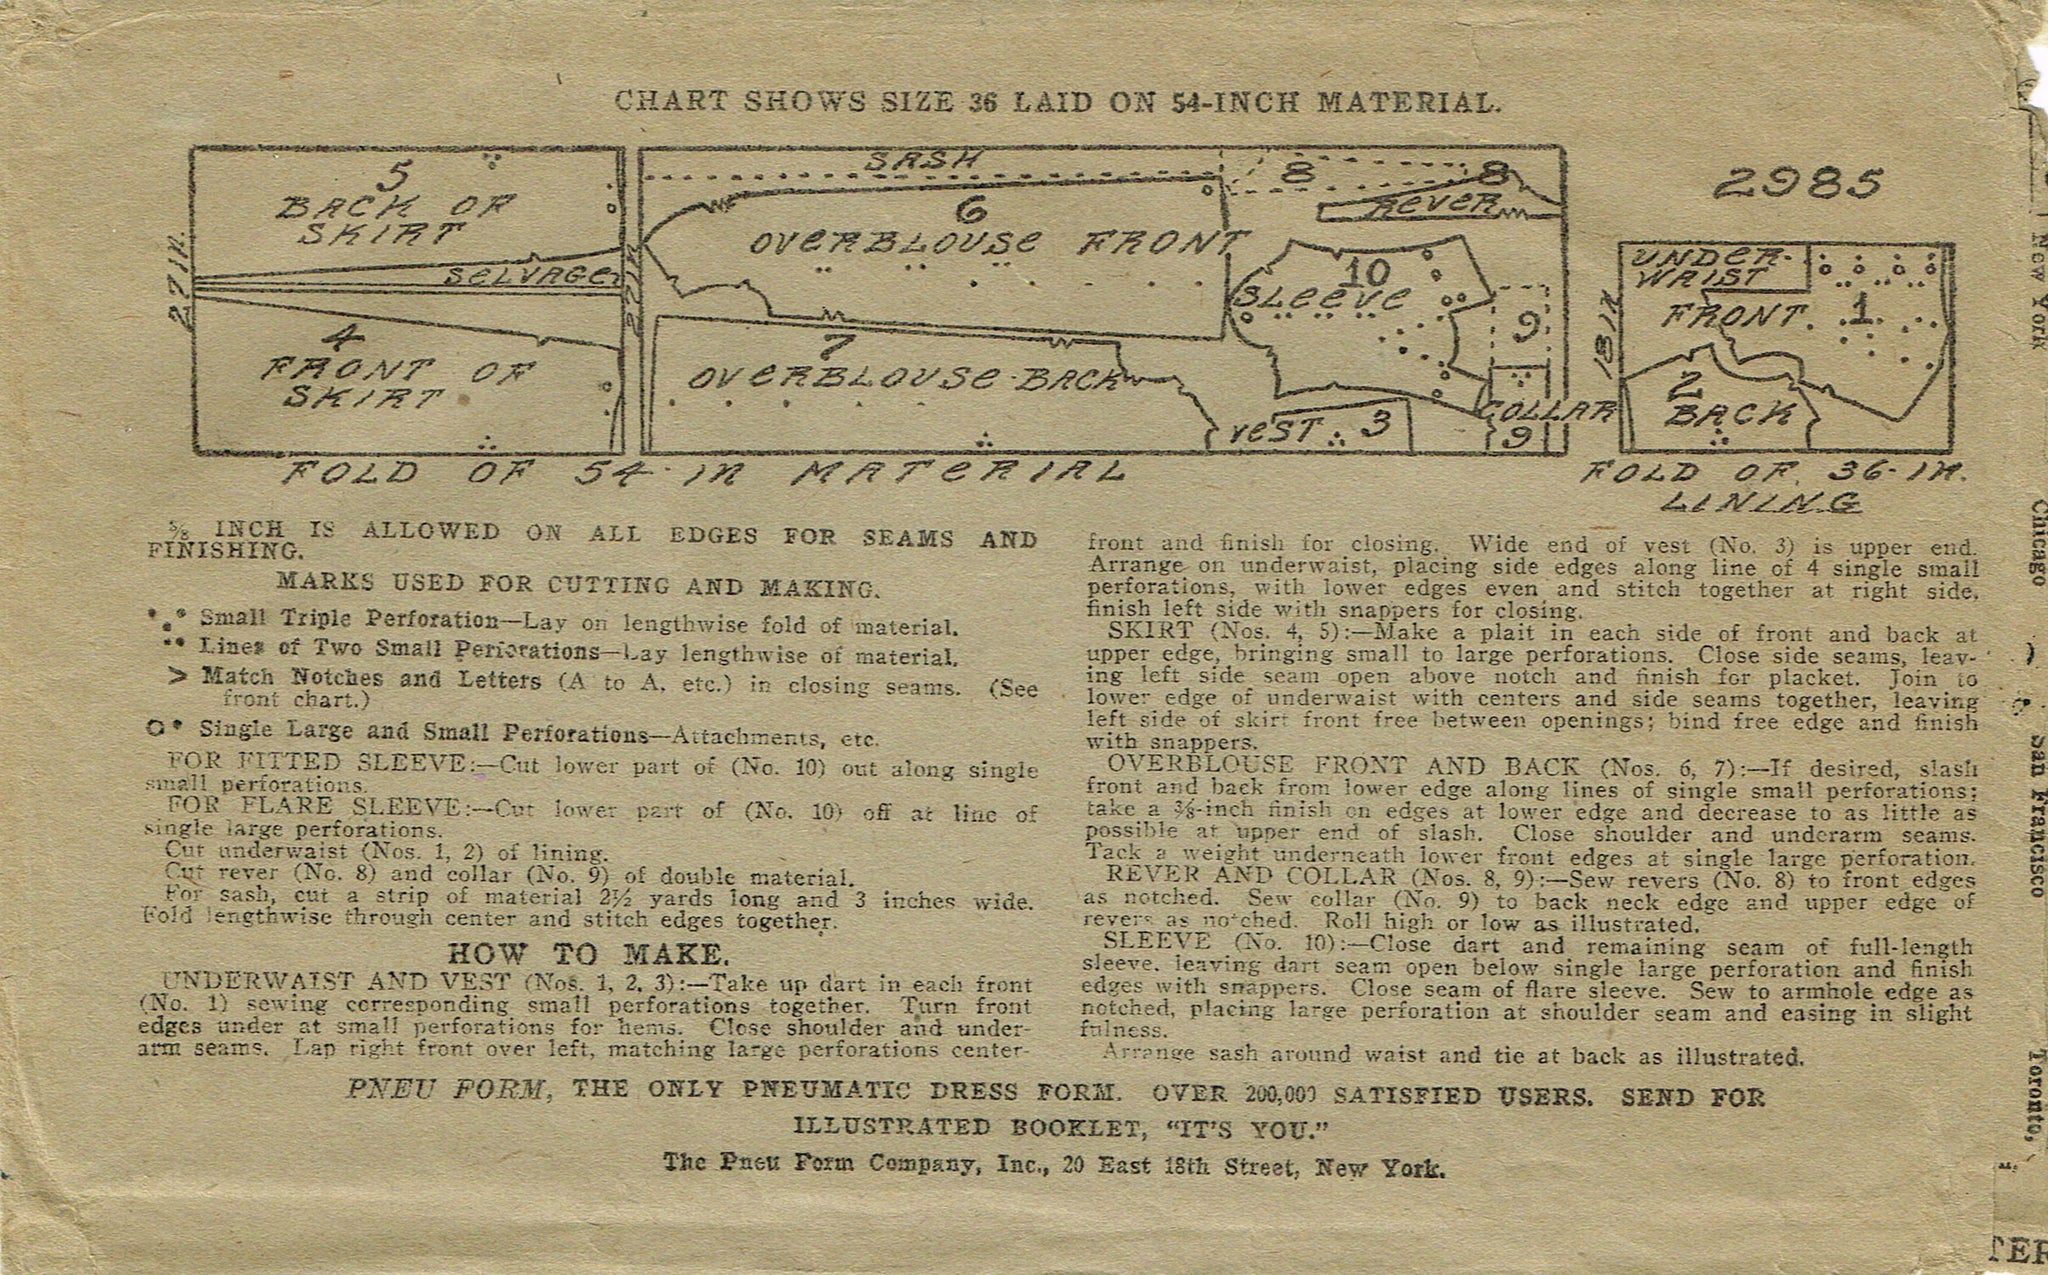 CHART SHOWS SIZE 36 LAID ON 54-INCH MATERIAL.
2985
5
BACK OF
SKIRT
SELVAGE
27 IN
4
FRONT OF
SKIRT
SASH
6
OVERBLOUSE FRONT
8
8
REVER
10
SLEEVE
9
7
OVERBLOUSE BACK
VEST 3
COLLAR
9
27 IN
FOLD OF 54-IN MATERIAL
UNDER-
WAIST
FRONT 1
18 IN
2
BACK
FOLD OF 36-IN.
LINING
5/8 INCH IS ALLOWED ON ALL EDGES FOR SEAMS AND
FINISHING.
MARKS USED FOR CUTTING AND MAKING.
Small Triple Perforation—Lay on lengthwise fold of material.
Lines of Two Small Perforations—Lay lengthwise of material.
> Match Notches and Letters (A to A, etc.) in closing seams. (See
front chart.)
Single Large and Small Perforations—Attachments, etc.
FOR FITTED SLEEVE:—Cut lower part of (No. 10) out along single
small perforations.
FOR FLARE SLEEVE:—Cut lower part of (No. 10) off at line of
single large perforations.
Cut underwaist (Nos. 1, 2) of lining.
Cut rever (No. 8) and collar (No. 9) of double material.
For sash, cut a strip of material 2½ yards long and 3 inches wide.
Fold lengthwise through center and stitch edges together.
HOW TO MAKE.
UNDERWAIST AND VEST (Nos. 1, 2, 3):—Take up dart in each front
(No. 1) sewing corresponding small perforations together. Turn front
edges under at small perforations for hems. Close shoulder and under-
arm seams. Lap right front over left, matching large perforations center-
front and finish for closing. Wide end of vest (No. 3) is upper end.
Arrange on underwaist, placing side edges along line of 4 single small
perforations, with lower edges even and stitch together at right side,
finish left side with snappers for closing.
SKIRT (Nos. 4, 5):—Make a plait in each side of front and back at
upper edge, bringing small to large perforations. Close side seams, leav-
ing left side seam open above notch and finish for placket. Join to
lower edge of underwaist with centers and side seams together, leaving
left side of skirt front free between openings; bind free edge and finish
with snappers.
OVERBLOUSE FRONT AND BACK (Nos. 6, 7):—If desired, slash
front and back from lower edge along lines of single small perforations;
take a ⅜-inch finish on edges at lower edge and decrease to as little as
possible at upper end of slash. Close shoulder and underarm seams.
Tack a weight underneath lower front edges at single large perforation.
REVER AND COLLAR (Nos. 8, 9):—Sew revers (No. 8) to front edges
as notched. Sew collar (No. 9) to back neck edge and upper edge of
revers as notched. Roll high or low as illustrated.
SLEEVE (No. 10):—Close dart and remaining seam of full-length
sleeve, leaving dart seam open below single large perforation and finish
edges with snappers. Close seam of flare sleeve. Sew to armhole edge as
notched, placing large perforation at shoulder seam and easing in slight
fulness.
Arrange sash around waist and tie at back as illustrated.
PNEU FORM, THE ONLY PNEUMATIC DRESS FORM. OVER 200,000 SATISFIED USERS. SEND FOR
ILLUSTRATED BOOKLET, "IT'S YOU."
The Pneu Form Company, Inc., 20 East 18th Street, New York.
New York
Chicago
San Francisco
Toronto,
TER